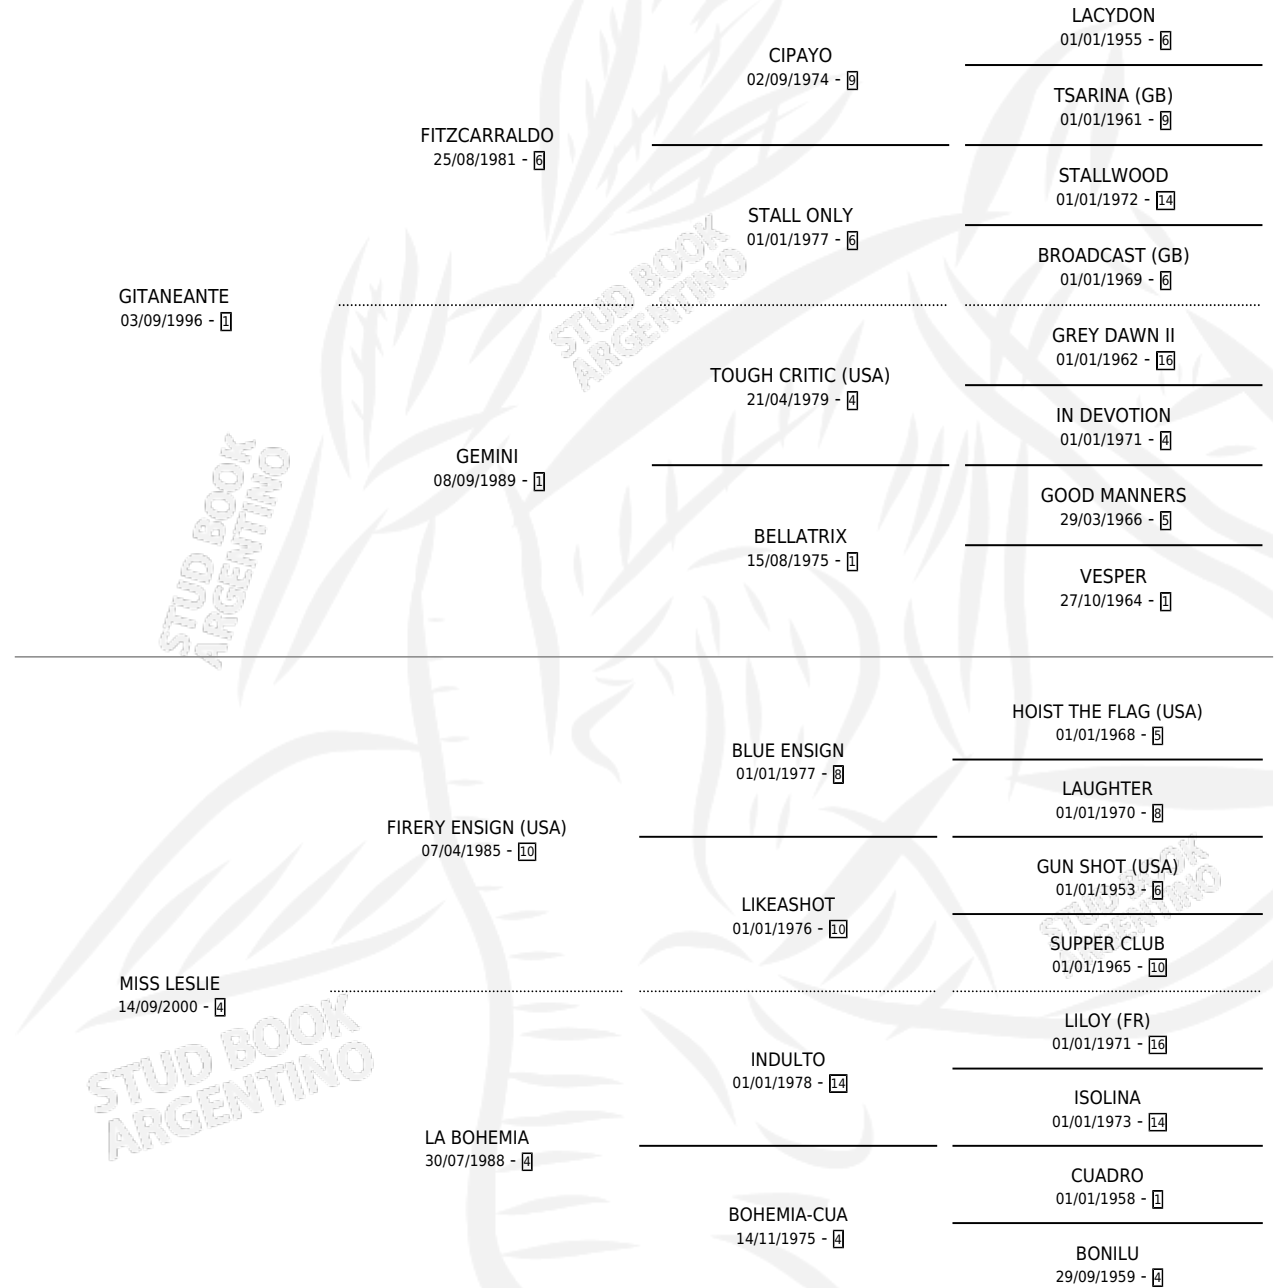 LACYDON
01/01/1955 - 6
CIPAYO
02/09/1974 - 9
TSARINA (GB)
01/01/1961 - 9
FITZCARRALDO
25/08/1981 - 6
STALLWOOD
01/01/1972 - 14
STALL ONLY
01/01/1977 - 6
BROADCAST (GB)
01/01/1969 - 6
GITANEANTE
03/09/1996 - 1
GREY DAWN II
01/01/1962 - 16
TOUGH CRITIC (USA)
21/04/1979 - 4
IN DEVOTION
01/01/1971 - 4
GEMINI
08/09/1989 - 1
GOOD MANNERS
29/03/1966 - 5
BELLATRIX
15/08/1975 - 1
VESPER
27/10/1964 - 1
HOIST THE FLAG (USA)
01/01/1968 - 5
BLUE ENSIGN
01/01/1977 - 8
LAUGHTER
01/01/1970 - 8
FIRERY ENSIGN (USA)
07/04/1985 - 10
GUN SHOT (USA)
01/01/1953 - 6
LIKEASHOT
01/01/1976 - 10
SUPPER CLUB
01/01/1965 - 10
MISS LESLIE
14/09/2000 - 4
LILOY (FR)
01/01/1971 - 16
INDULTO
01/01/1978 - 14
ISOLINA
01/01/1973 - 14
LA BOHEMIA
30/07/1988 - 4
CUADRO
01/01/1958 - 1
BOHEMIA-CUA
14/11/1975 - 4
BONILU
29/09/1959 - 4
STUD BOOK
ARGENTINO
STUD BOOK
ARGENTINO
STUD BOOK
ARGENTINO
STUD BOOK
ARGENTINO